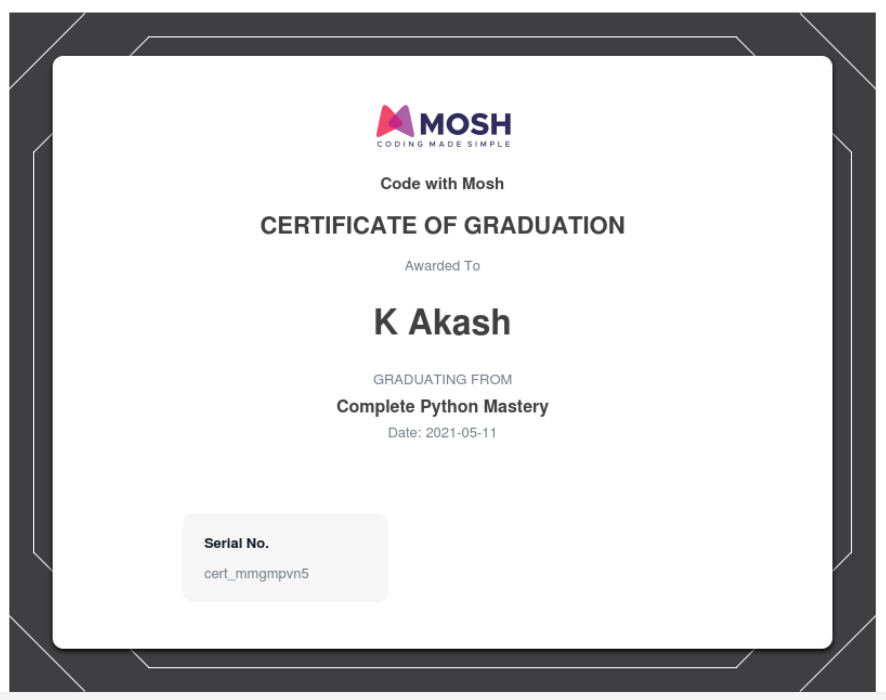 MOSH
CODING MADE SIMPLE
Code with Mosh
CERTIFICATE OF GRADUATION
Awarded To
K Akash
GRADUATING FROM
Complete Python Mastery
Date: 2021-05-11
Serial No.
cert_mmgmpvn5